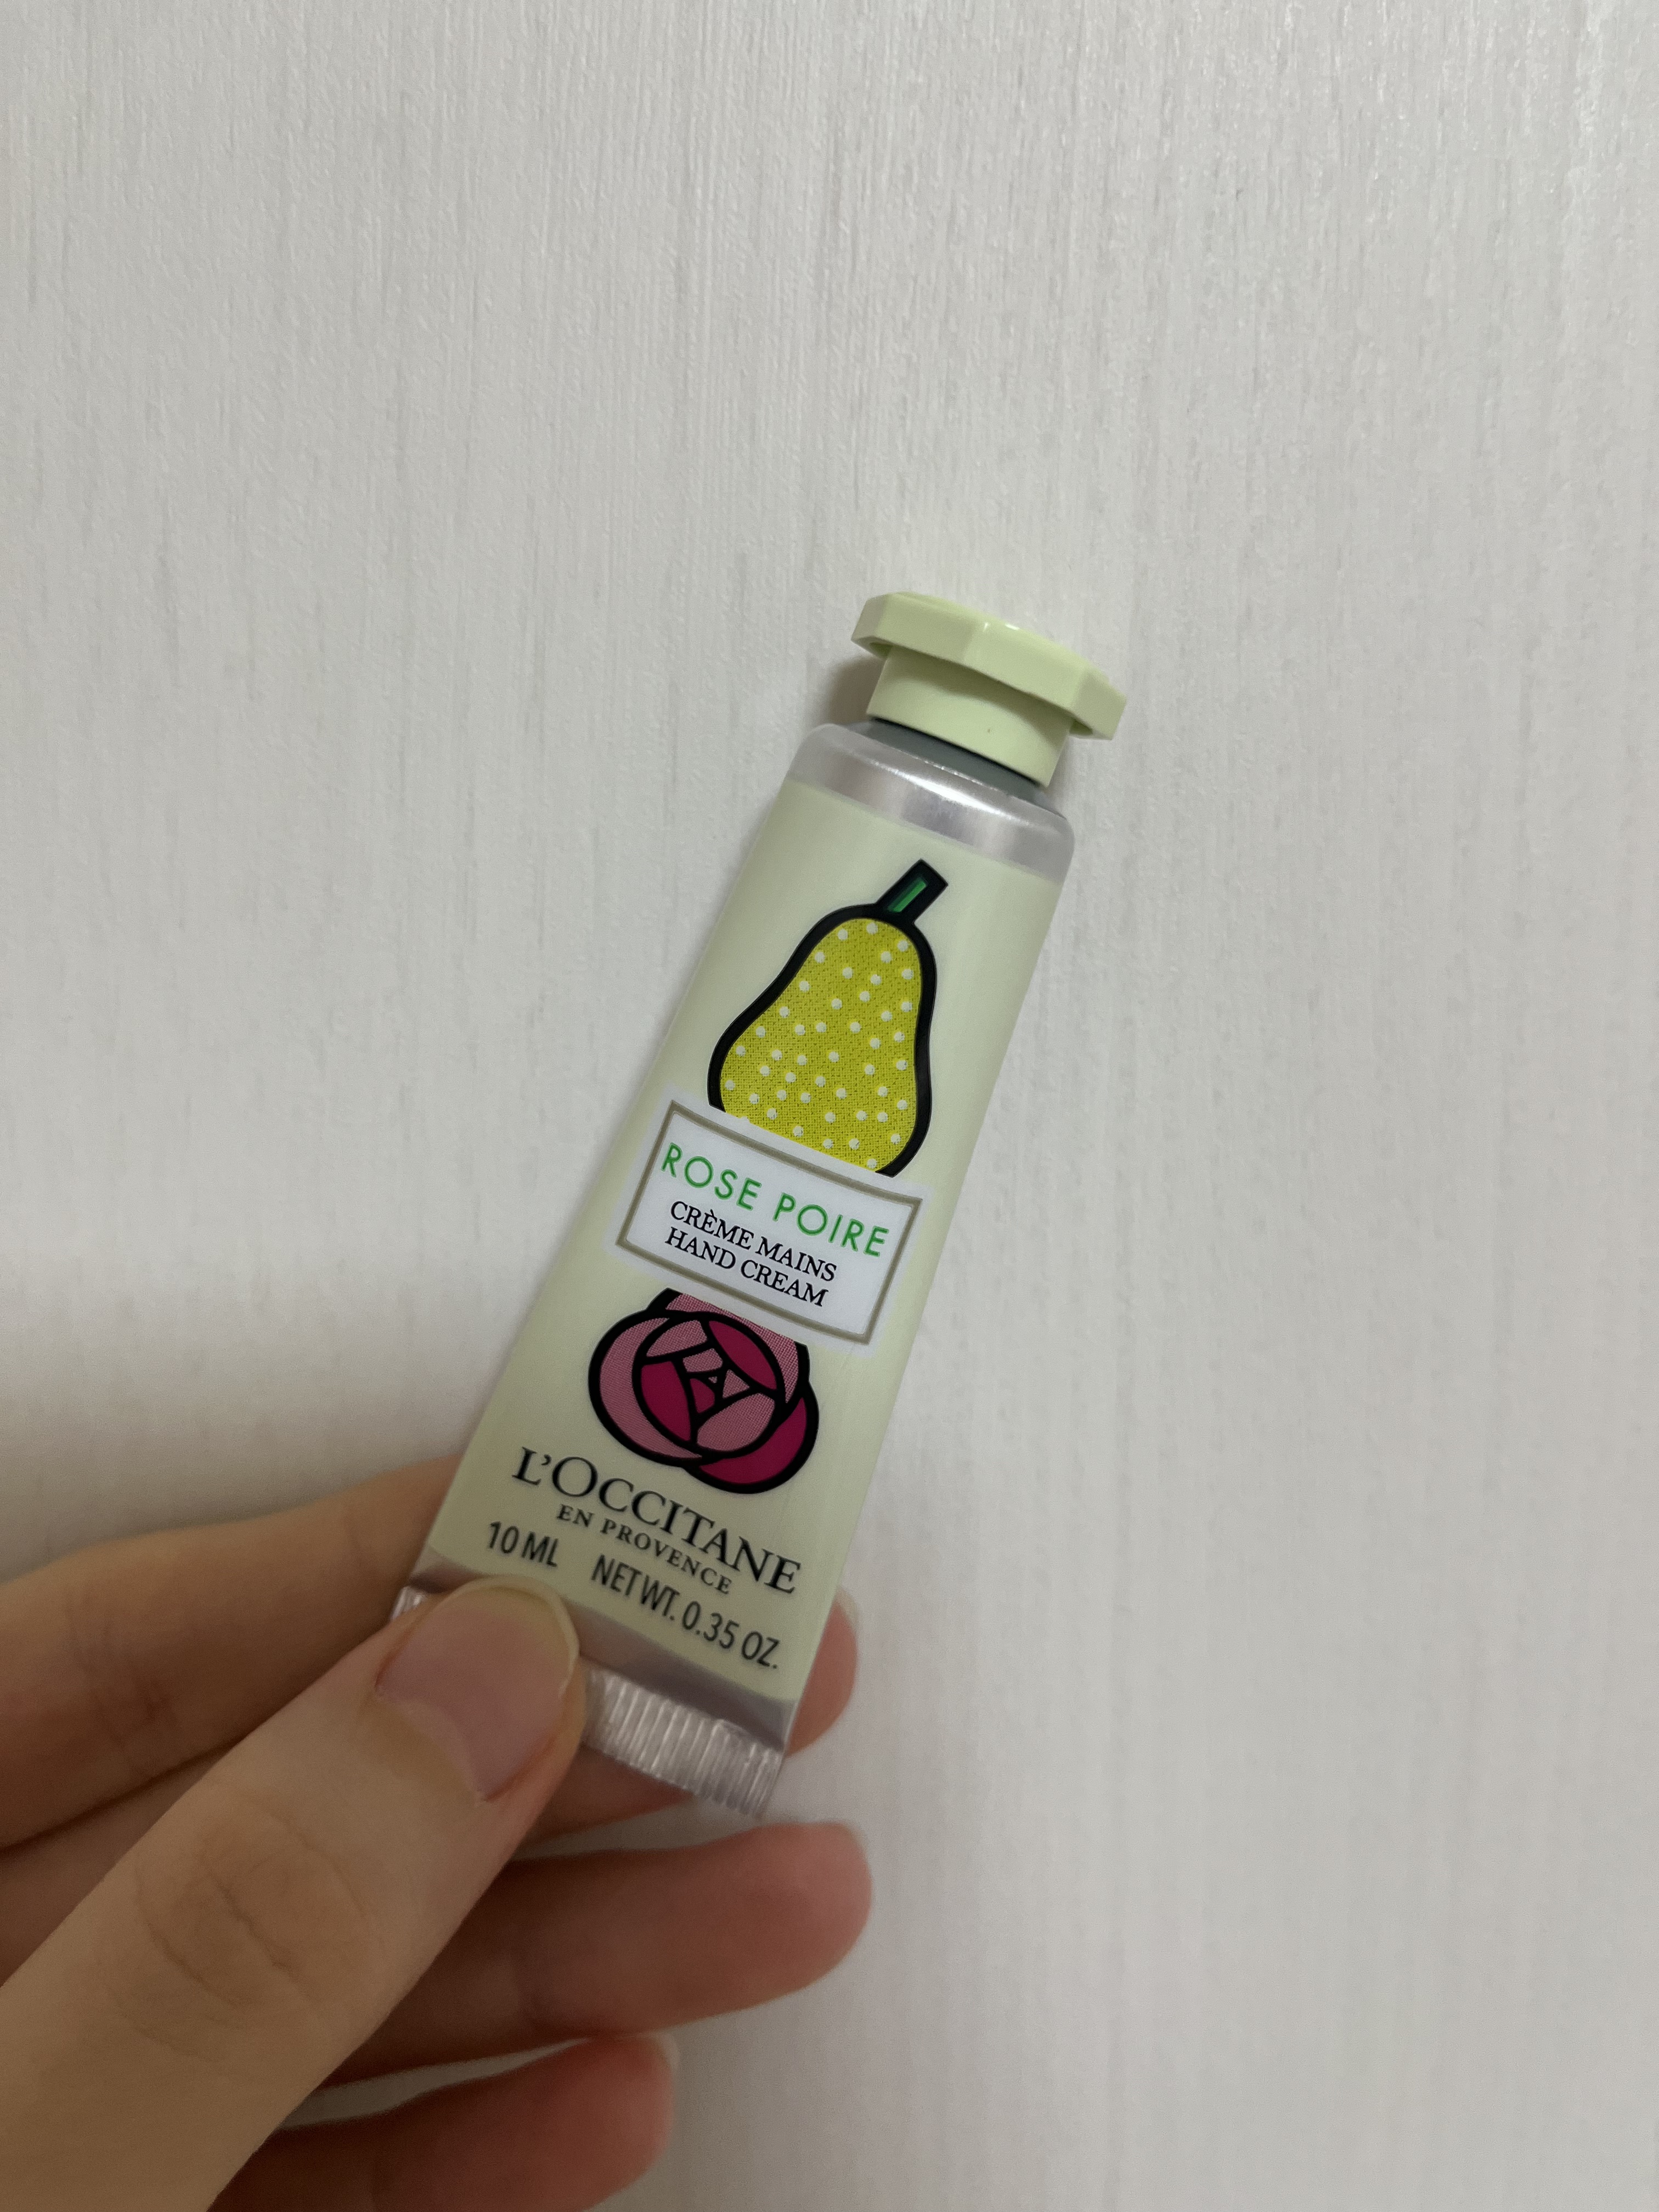 ROSE POIRE
CRÈME MAINS
HAND CREAM
L'OCCITANE
EN PROVENCE
10 ML NET WT. 0.35 OZ.